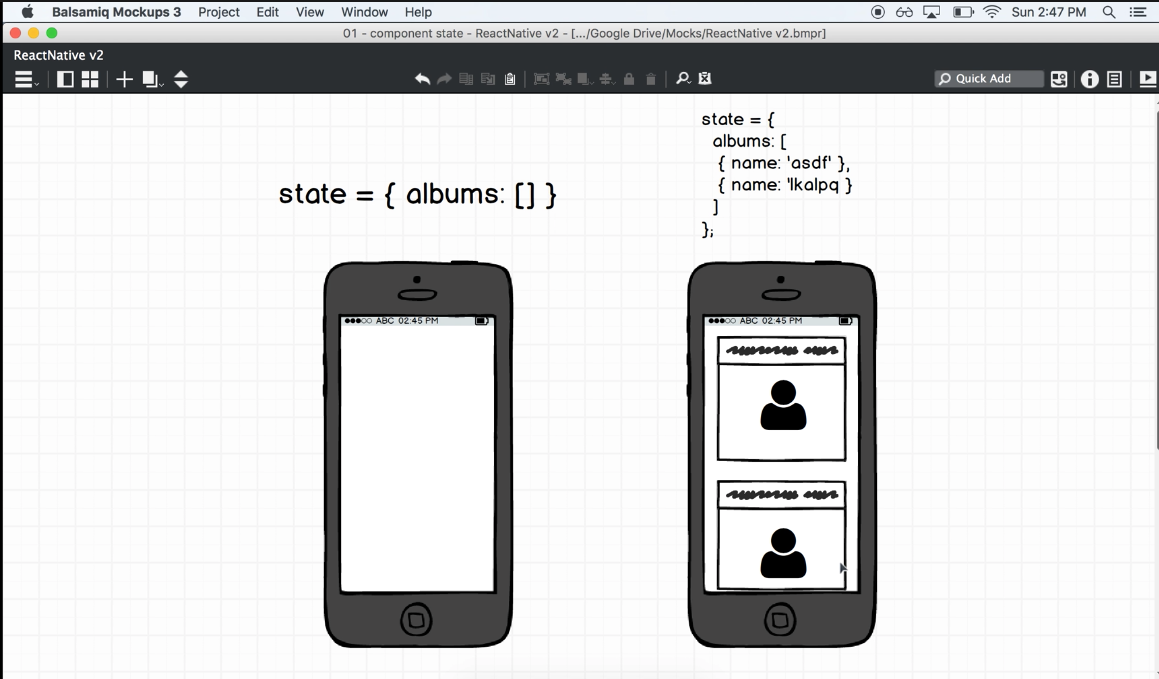 Balsamiq Mockups 3 Project Edit View Window Help Sun 2:47 PM
01 - component state - ReactNative v2 - [.../Google Drive/Mocks/ReactNative v2.bmpr]
ReactNative v2
Quick Add
state = { albums: [] }
state = {
albums: [
{ name: 'asdf' },
{ name: 'lkalpq }
]
};
ABC 02:45 PM
ABC 02:45 PM